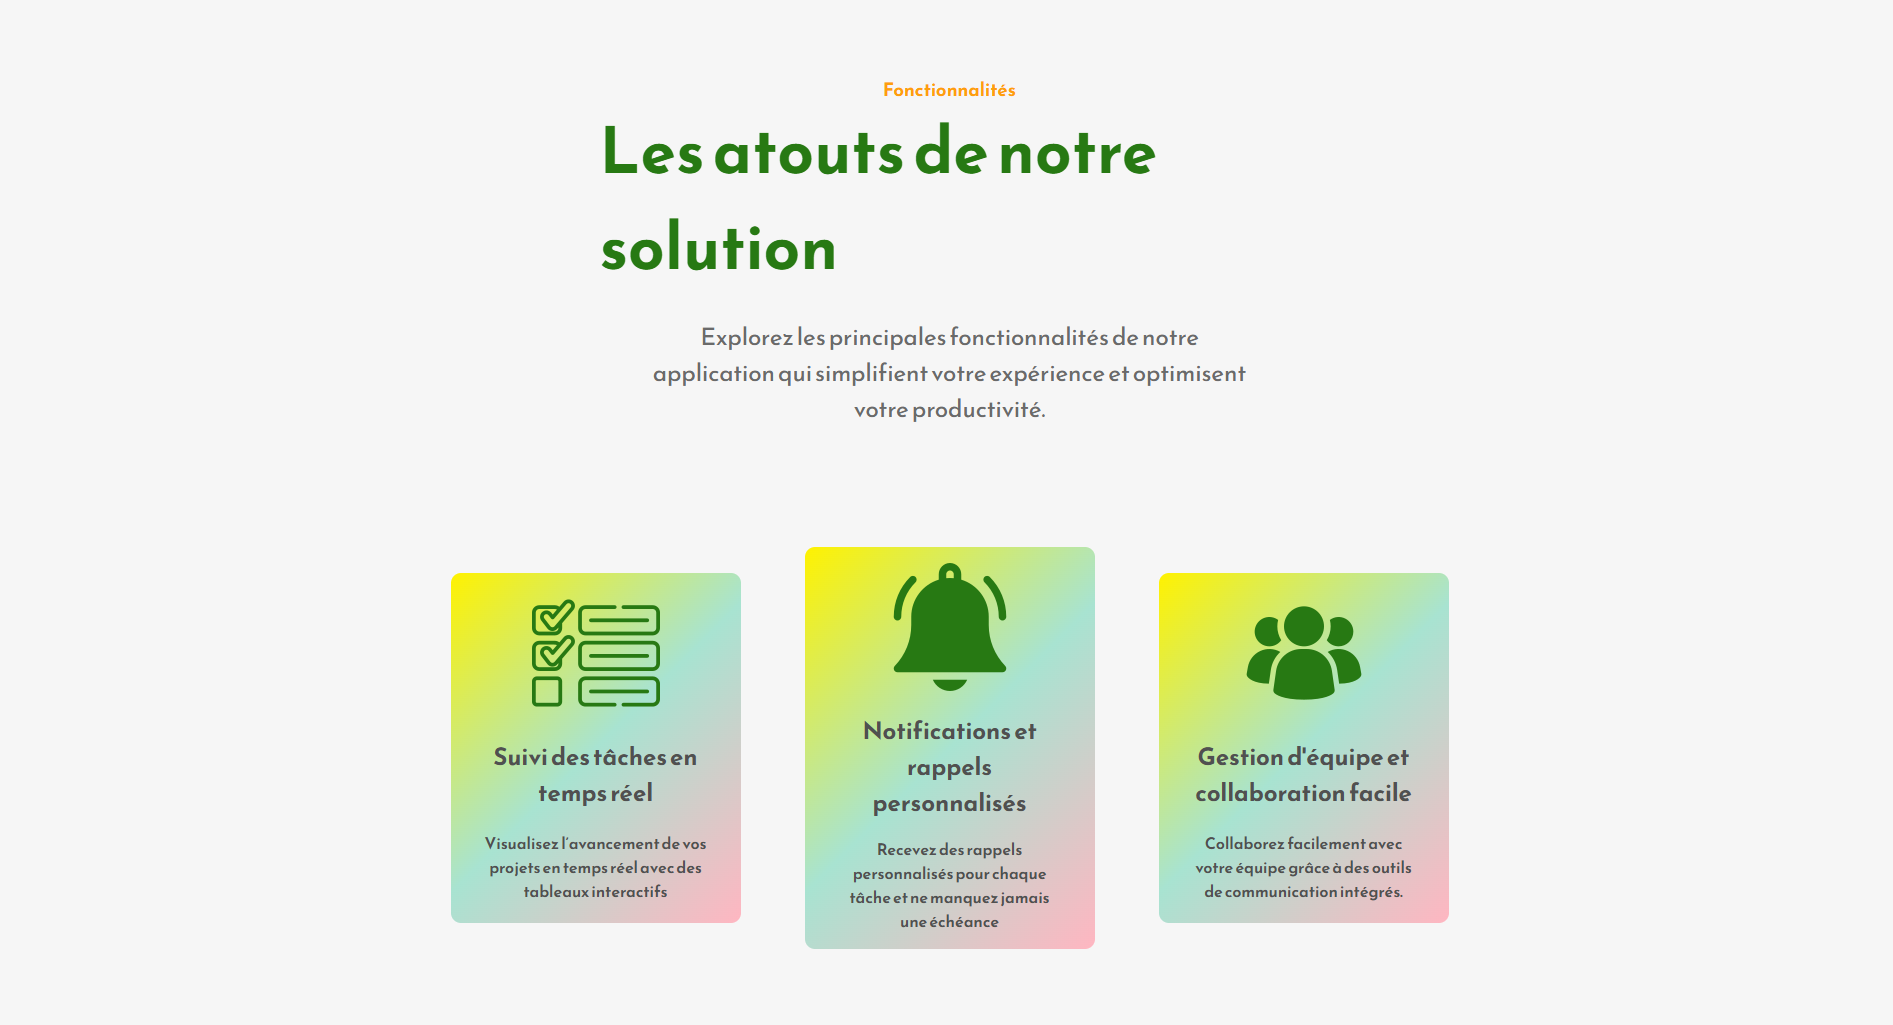 Fonctionnalités
Les atouts de notre
solution
Explorez les principales fonctionnalités de notre
application qui simplifient votre expérience et optimisent
votre productivité.
Suivi des tâches en
temps réel
Visualisez l'avancement de vos
projets en temps réel avec des
tableaux interactifs
Notifications et
rappels
personnalisés
Recevez des rappels
personnalisés pour chaque
tâche et ne manquez jamais
une échéance
Gestion d'équipe et
collaboration facile
Collaborez facilement avec
votre équipe grâce à des outils
de communication intégrés.